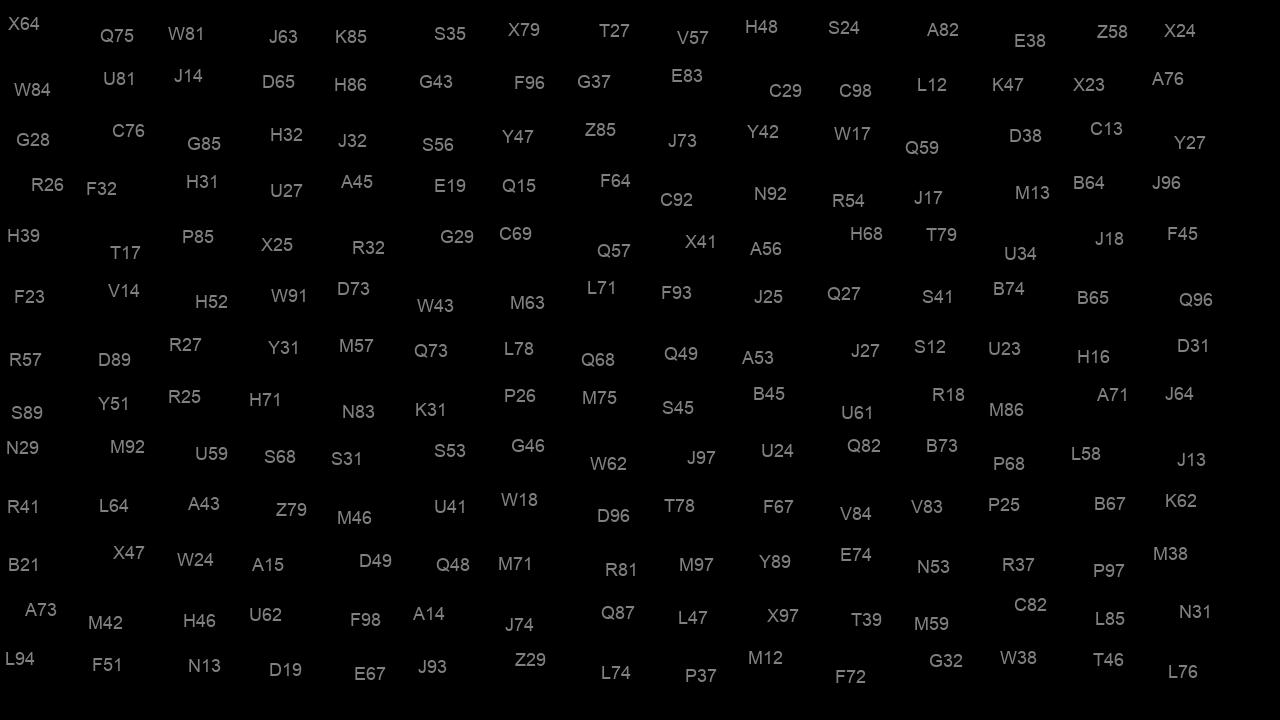 X64 Q75 W81 J63 K85 S35 X79 T27 V57 H48 S24 A82 E38 Z58 X24
W84 U81 J14 D65 H86 G43 F96 G37 E83 C29 C98 L12 K47 X23 A76
G28 C76 G85 H32 J32 S56 Y47 Z85 J73 Y42 W17 Q59 D38 C13 Y27
R26 F32 H31 U27 A45 E19 Q15 F64 C92 N92 R54 J17 M13 B64 J96
H39 T17 P85 X25 R32 G29 C69 Q57 X41 A56 H68 T79 U34 J18 F45
F23 V14 H52 W91 D73 W43 M63 L71 F93 J25 Q27 S41 B74 B65 Q96
R57 D89 R27 Y31 M57 Q73 L78 Q68 Q49 A53 J27 S12 U23 H16 D31
S89 Y51 R25 H71 N83 K31 P26 M75 S45 B45 U61 R18 M86 A71 J64
N29 M92 U59 S68 S31 S53 G46 W62 J97 U24 Q82 B73 P68 L58 J13
R41 L64 A43 Z79 M46 U41 W18 D96 T78 F67 V84 V83 P25 B67 K62
B21 X47 W24 A15 D49 Q48 M71 R81 M97 Y89 E74 N53 R37 P97 M38
A73 M42 H46 U62 F98 A14 J74 Q87 L47 X97 T39 M59 C82 L85 N31
L94 F51 N13 D19 E67 J93 Z29 L74 P37 M12 F72 G32 W38 T46 L76